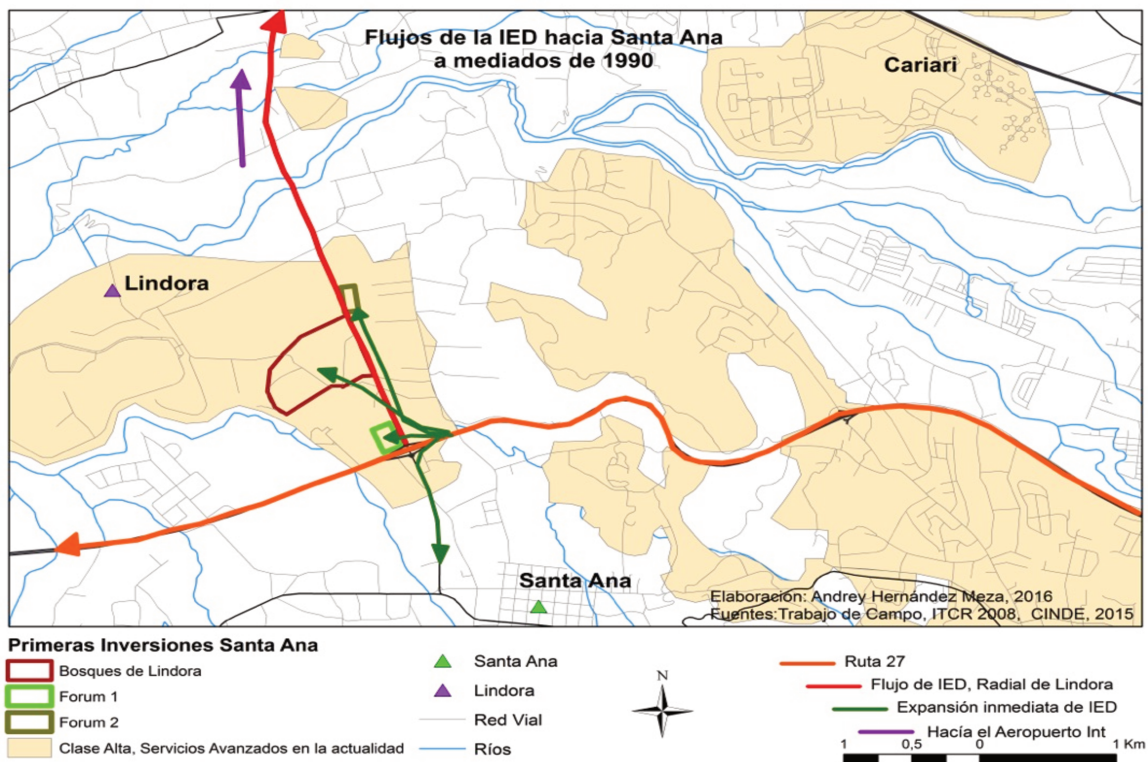 Flujos de la IED hacia Santa Ana
a mediados de 1990
Cariari
Lindora
Santa Ana
Elaboración: Andrey Hernández Meza, 2016
Fuentes:Trabajo de Campo, ITCR 2008, CINDE, 2015
Primeras Inversiones Santa Ana
Bosques de Lindora
Forum 1
Forum 2
Clase Alta, Servicios Avanzados en la actualidad
Santa Ana
Lindora
Red Vial
Ríos
N
Ruta 27
Flujo de IED, Radial de Lindora
Expansión inmediata de IED
Hacía el Aeropuerto Int
1 0,5 0 1 Km